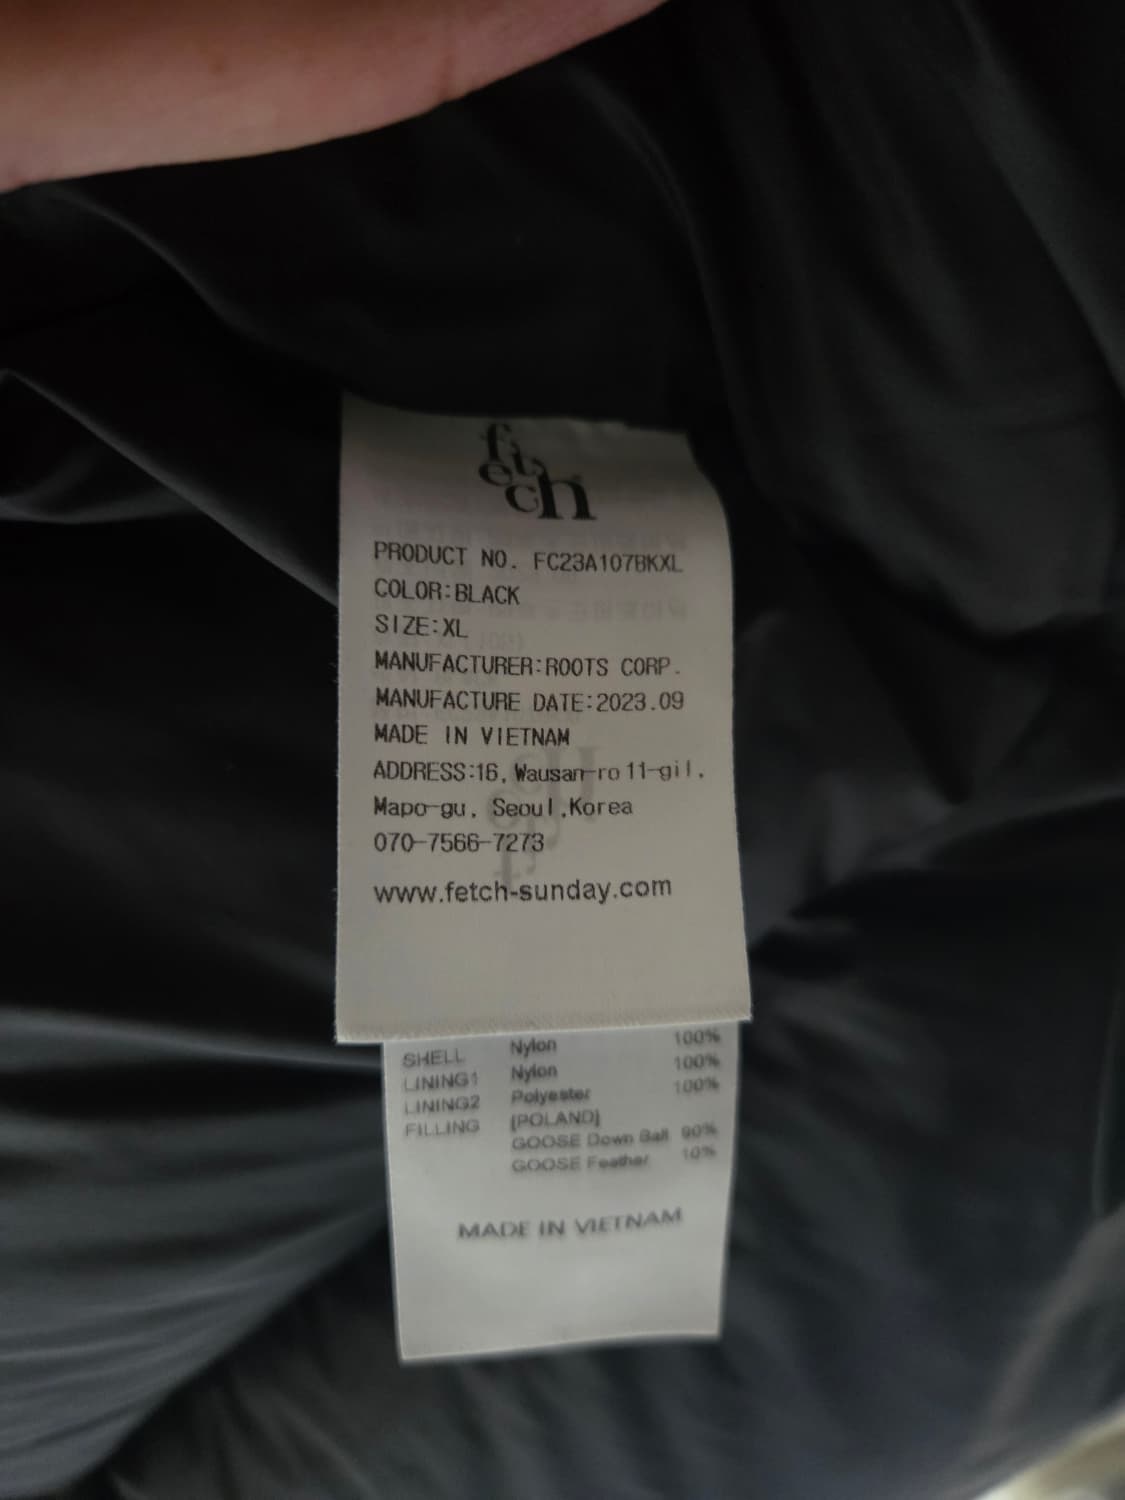 fetch
PRODUCT NO. FC23A107BKXL
COLOR:BLACK
SIZE:XL
MANUFACTURER:ROOTS CORP.
MANUFACTURE DATE:2023.09
MADE IN VIETNAM
ADDRESS:16, Wausan-ro 11-gil,
Mapo-gu, Seoul,Korea
070-7566-7273
www.fetch-sunday.com
SHELL Nylon 100%
LINING1 Nylon 100%
LINING2 Polyester 100%
FILLING [POLAND]
GOOSE Down Ball 90%
GOOSE Feather 10%
MADE IN VIETNAM